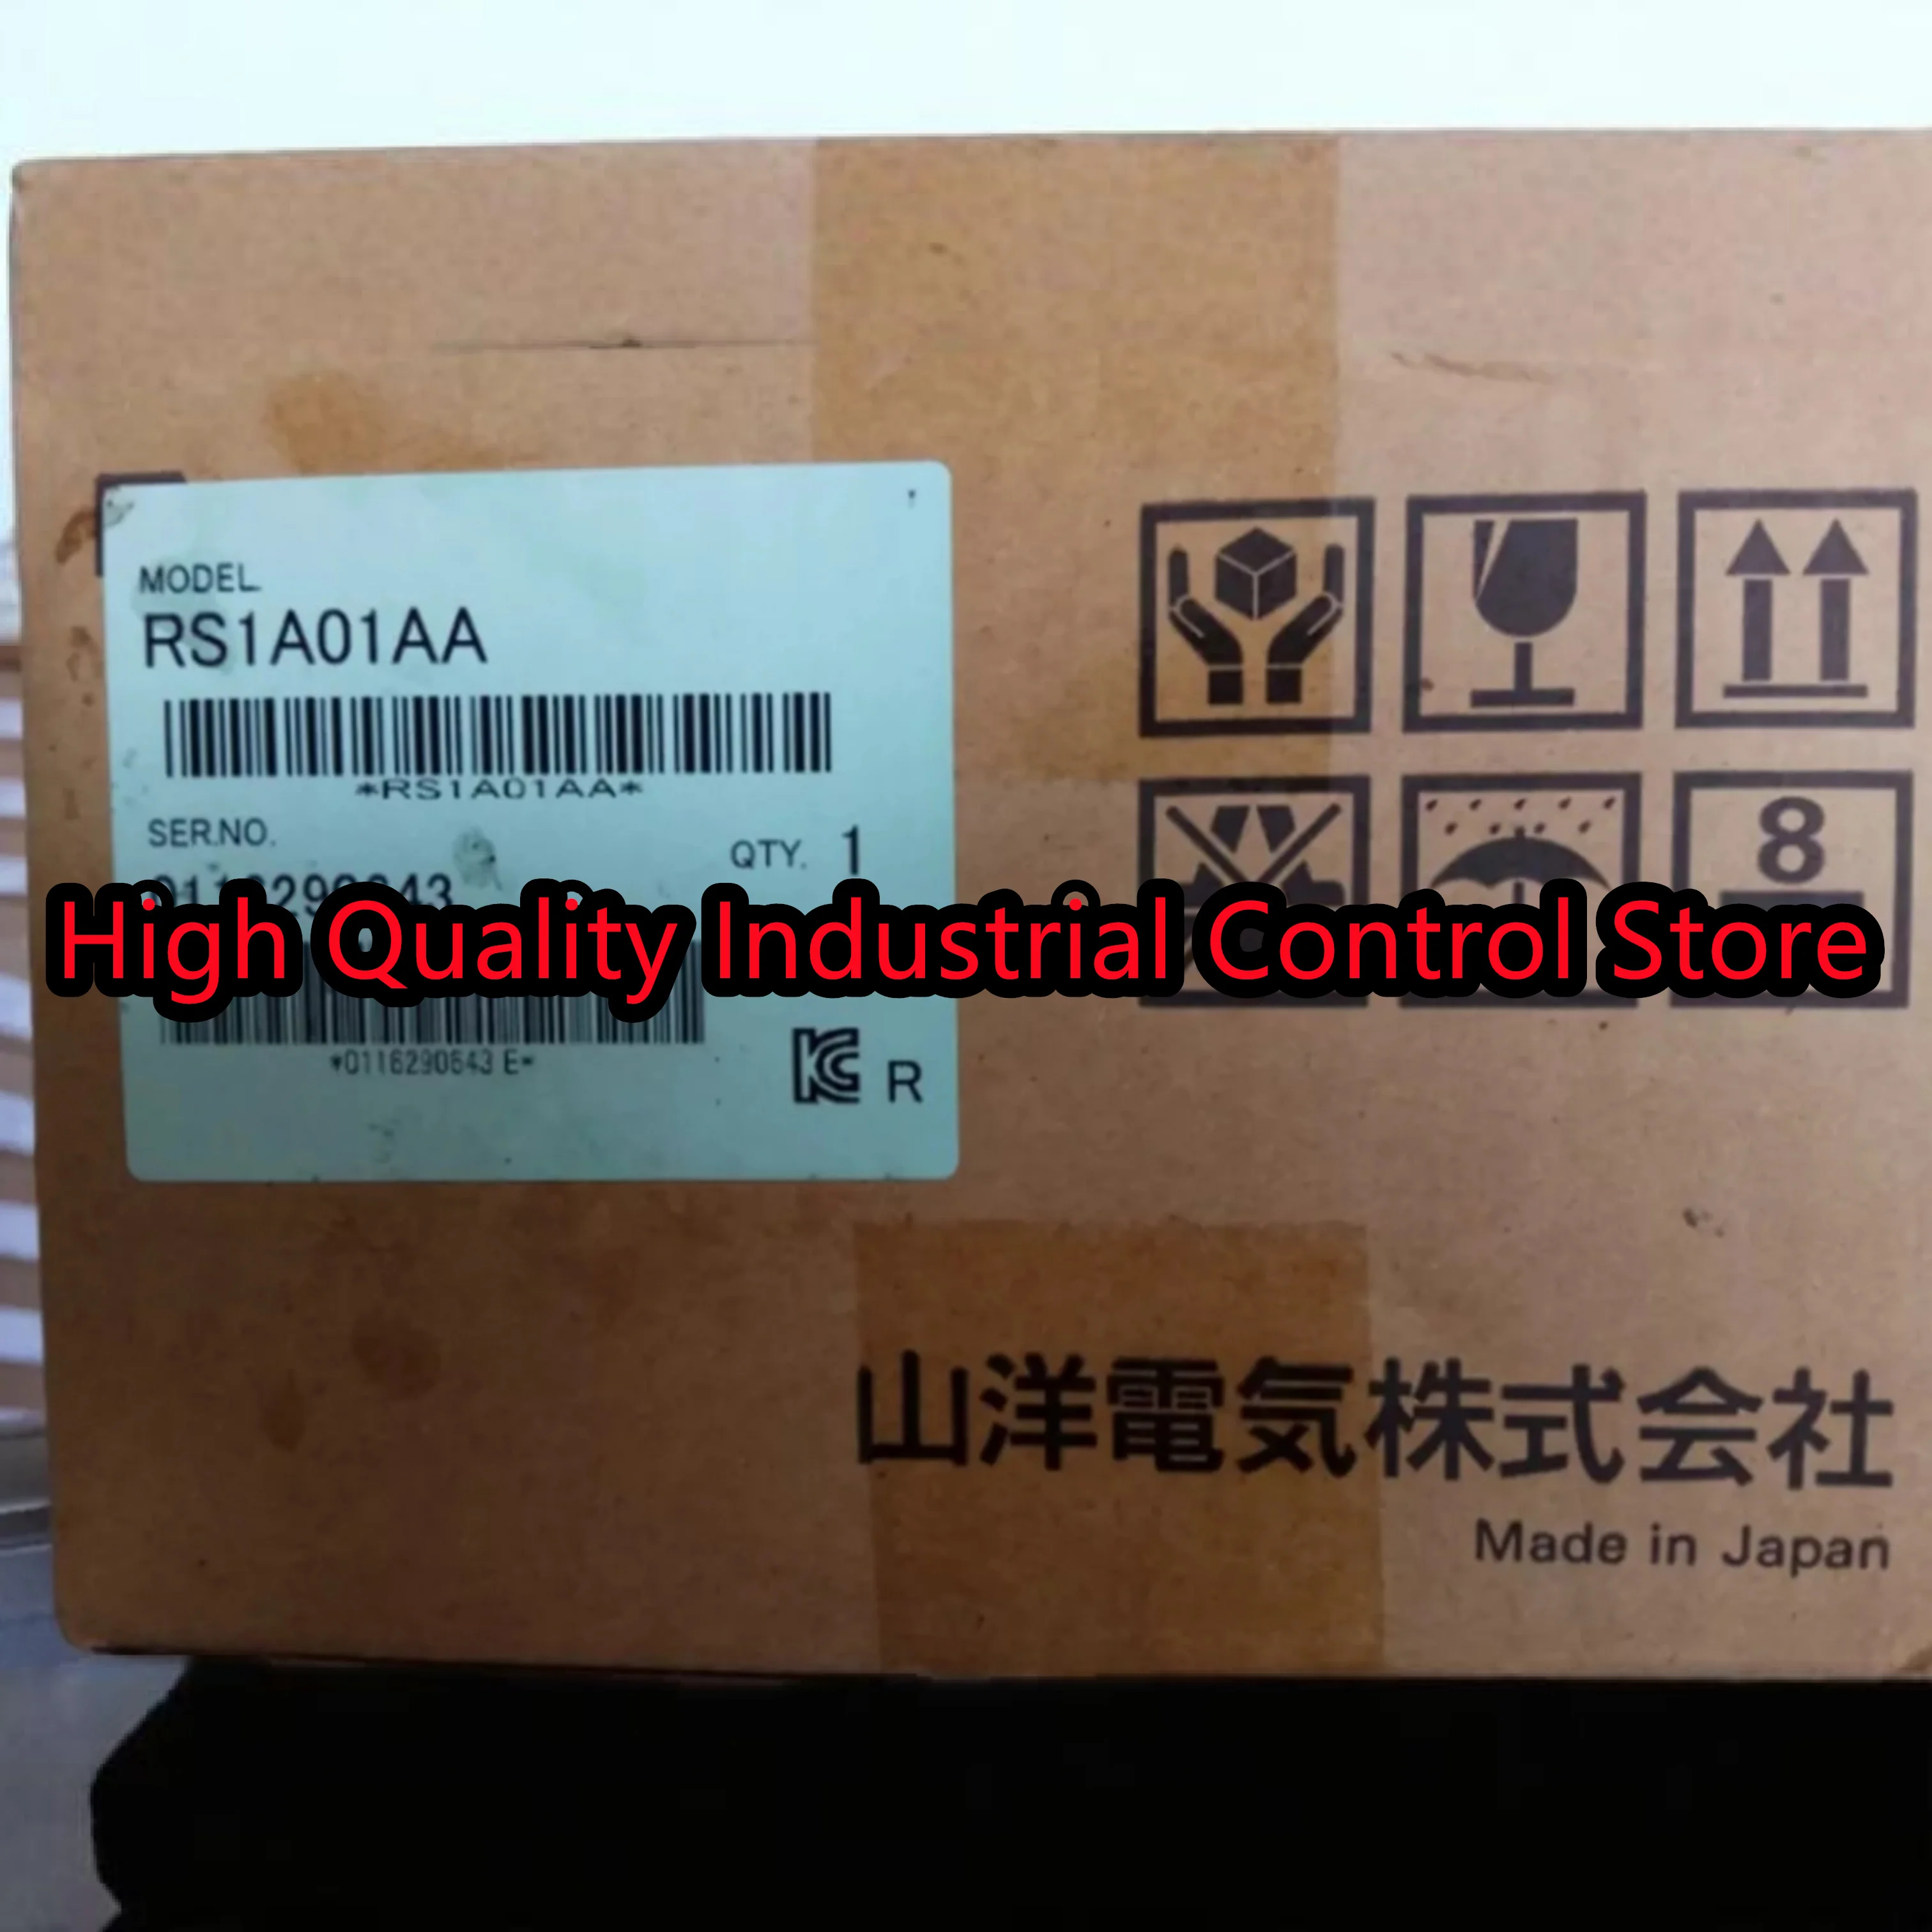 MODEL
RS1A01AA
*RS1A01AA*
SER.NO.
QTY. 1
8
High Quality Industrial Control Store
R
山洋電気株式会社
Made in Japan